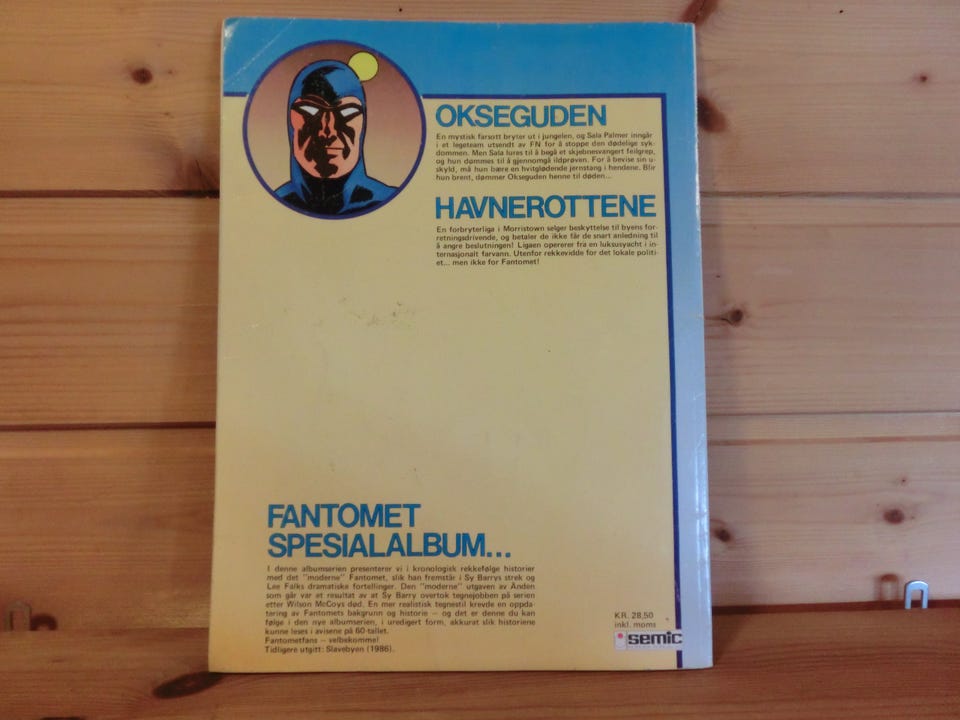 OKSEGUDEN
En mystisk farsott bryter ut i jungelen, og Sala Palmer inngår
i et legeteam utsendt av FN for å stoppe den dødelige syk-
dommen. Men Sala lures til å begå et skjebnesvangert feilgrep,
og hun dømmes til å gjennomgå ildprøven. For å bevise sin u-
skyld, må hun bære en hvitglødende jernstang i hendene. Blir
hun brent, dømmer Okseguden henne til døden...
HAVNEROTTENE
En forbryterliga i Morristown selger beskyttelse til byens for-
retningsdrivende, og betaler de ikke får de snart anledning til
å angre beslutningen! Ligaen opererer fra en luksusyacht i in-
ternasjonalt farvann. Utenfor rekkevidde for det lokale politi-
et... men ikke for Fantomet!
FANTOMET
SPESIALALBUM...
I denne albumserien presenterer vi i kronologisk rekkefølge historier
med det "moderne" Fantomet, slik han fremstår i Sy Barrys strek og
Lee Falks dramatiske fortellinger. Den "moderne" utgaven av Ånden
som går var et resultat av at Sy Barry overtok tegnejobben på serien
etter Wilson McCoys død. En mer realistisk tegnestil krevde en oppda-
tering av Fantomets bakgrunn og historie – og det er denne du kan
følge i den nye albumserien, i uredigert form, akkurat slik historiene
kunne leses i avisene på 60-tallet.
Fantometfans – velbekomme!
Tidligere utgitt: Slavebyen (1986).
KR. 28,50
inkl. moms
semic